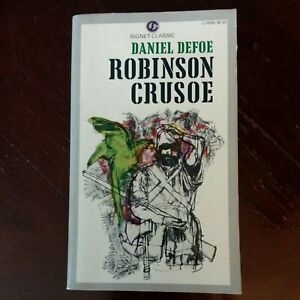 SIGNET CLASSIC
DANIEL DEFOE
ROBINSON
CRUSOE